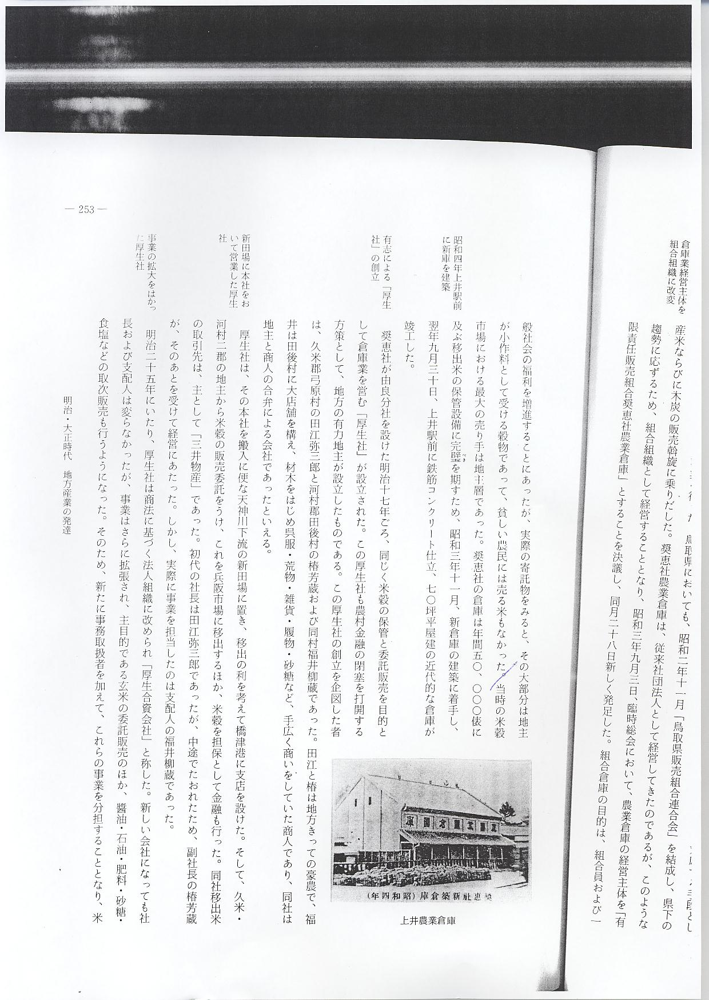 倉庫業経営主体を
組合組織に改変
鳥取県においても、昭和二年十一月「鳥取県販売組合連合会」を結成し、県下の
産米ならびに木炭の販売斡旋に乗りだした。奨恵社農業倉庫は、従来社団法人として経営してきたのであるが、このような
趨勢に応ずるため、組合組織として経営することとなり、昭和三年九月三日、臨時総会において、農業倉庫の経営主体を「有
限責任販売組合奨恵社農業倉庫」とすることを決議し、同月二十八日新しく発足した。組合倉庫の目的は、組合員および一
般社会の福利を増進することにあったが、実際の寄託物をみると、その大部分は地主
が小作料として受ける穀物であって、貧しい農民には売る米もなかった。当時の米穀
市場における最大の売り手は地主層であった。奨恵社の倉庫は年間五〇、〇〇〇俵に
昭和四年上井駅前
に新庫を建築
及ぶ移出米の保管設備に完璧を期すため、昭和三年十一月、新倉庫の建築に着手し、
べき
翌年九月三十日、上井駅前に鉄筋コンクリート仕立、七〇坪平屋建の近代的な倉庫が
竣工した。
有志による「厚生
社」の創立
奨恵社が由良分社を設けた明治十七年ごろ、同じく米穀の保管と委託販売を目的と
して倉庫業を営む「厚生社」が設立された。この厚生社も農村金融の閉塞を打開する
方策として、地方の有力地主が設立したものである。この厚生社の創立を企図した者
は、久米郡弓原村の田江弥三郎と河村郡田後村の椿芳蔵および同村福井柳蔵であった。田江と椿は地方きっての豪農で、福
井は田後村に大店舗を構え、材木をはじめ呉服・荒物・雑貨・履物・砂糖など、手広く商いをしていた商人であり、同社は
地主と商人の合弁による会社であったといえる。
新田場に本社をお
いて営業した厚生
社
厚生社は、その本社を搬入に便な天神川下流の新田場に置き、移出の利を考えて橋津港に支店を設けた。そして、久米・
河村二郡の地主から米穀の販売委託をうけ、これを兵阪市場に移出するほか、米穀を担保として金融も行った。同社移出米
の取引先は、主として「三井物産」であった。初代の社長は田江弥三郎であったが、中途でたおれたため、副社長の椿芳蔵
が、そのあとを受けて経営にあたった。しかし、実際に事業を担当したのは支配人の福井柳蔵であった。
事業の拡大をはかっ
た厚生社
明治二十五年にいたり、厚生社は商法に基づく法人組織に改められ「厚生合資会社」と称した。新しい会社になっても社
長および支配人は変らなかったが、事業はさらに拡張され、主目的である玄米の委託販売のほか、醬油・石油・肥料・砂糖・
食塩などの取次販売も行うようになった。そのため、新たに事務取扱者を加えて、これらの事業を分担することとなり、米
(年四和昭) 庫倉築新社恵奨
上井農業倉庫
明治・大正時代 地方産業の発達
— 253 —